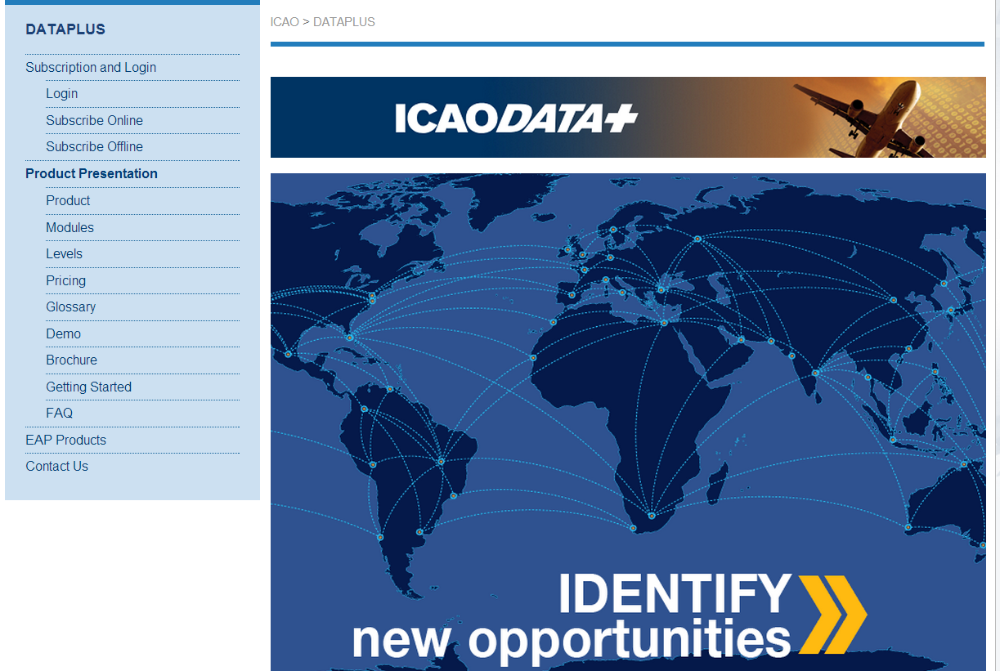 DATAPLUS
Subscription and Login
Login
Subscribe Online
Subscribe Offline
Product Presentation
Product
Modules
Levels
Pricing
Glossary
Demo
Brochure
Getting Started
FAQ
EAP Products
Contact Us
ICAO > DATAPLUS
ICAODATA+
IDENTIFY
new opportunities